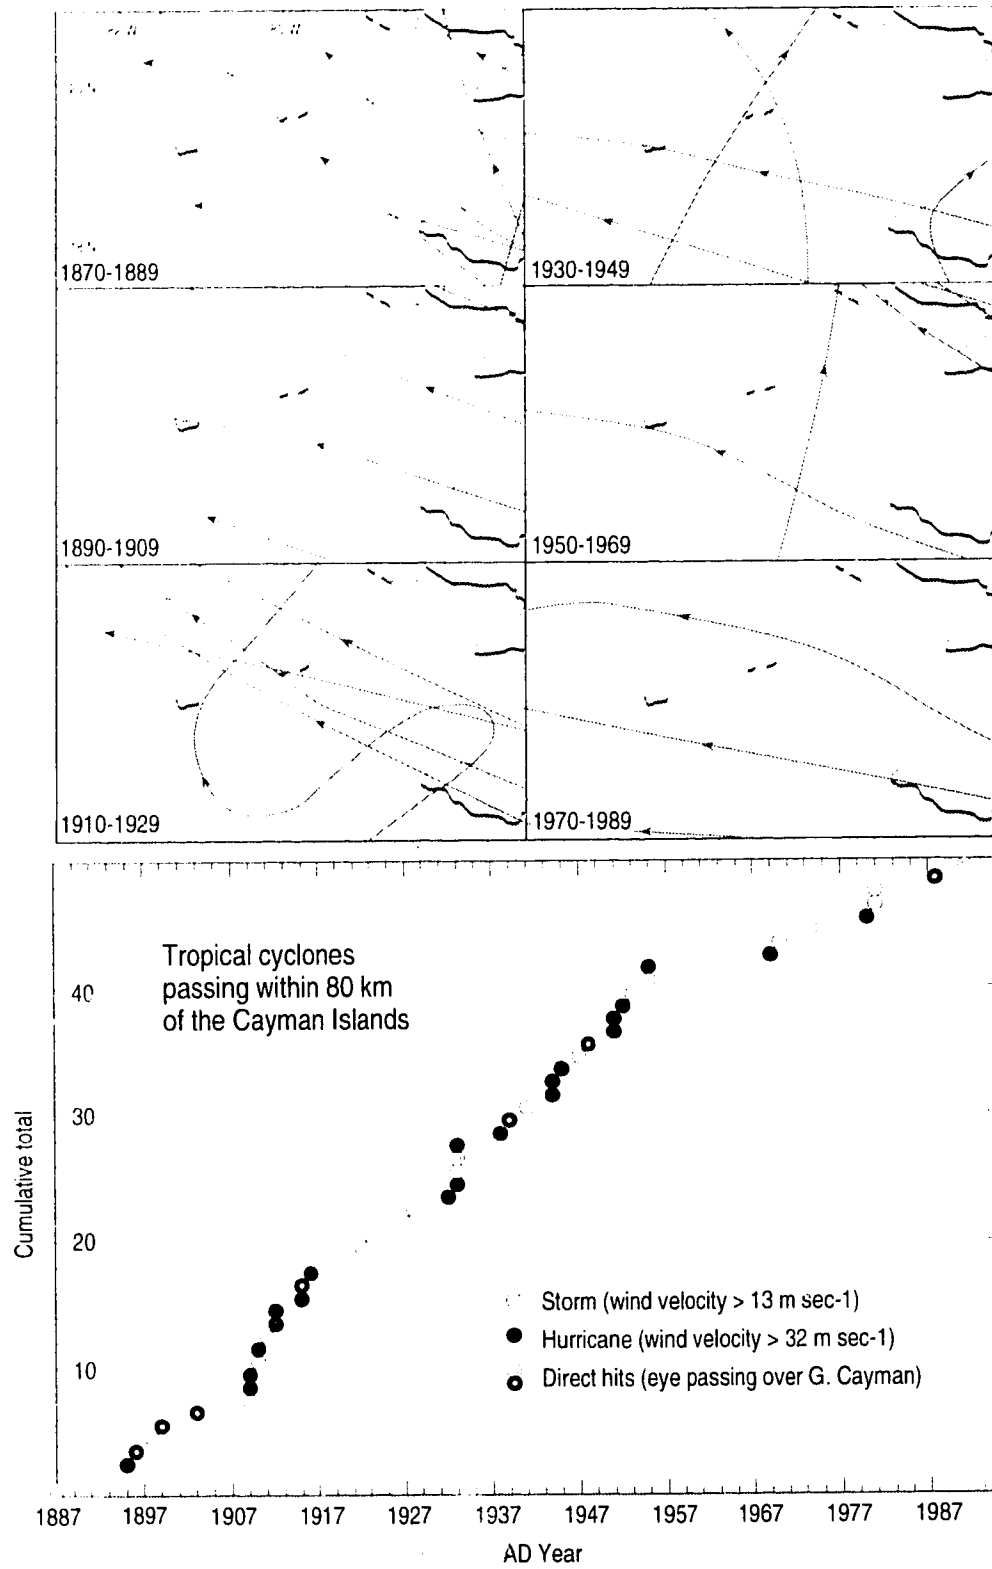 1870-1889
1930-1949
1890-1909
1950-1969
1910-1929
1970-1989
Tropical cyclones
passing within 80 km
of the Cayman Islands
40
30
20
10
Cumulative total
Storm (wind velocity > 13 m sec-1)
Hurricane (wind velocity > 32 m sec-1)
Direct hits (eye passing over G. Cayman)
1887 1897 1907 1917 1927 1937 1947 1957 1967 1977 1987
AD Year